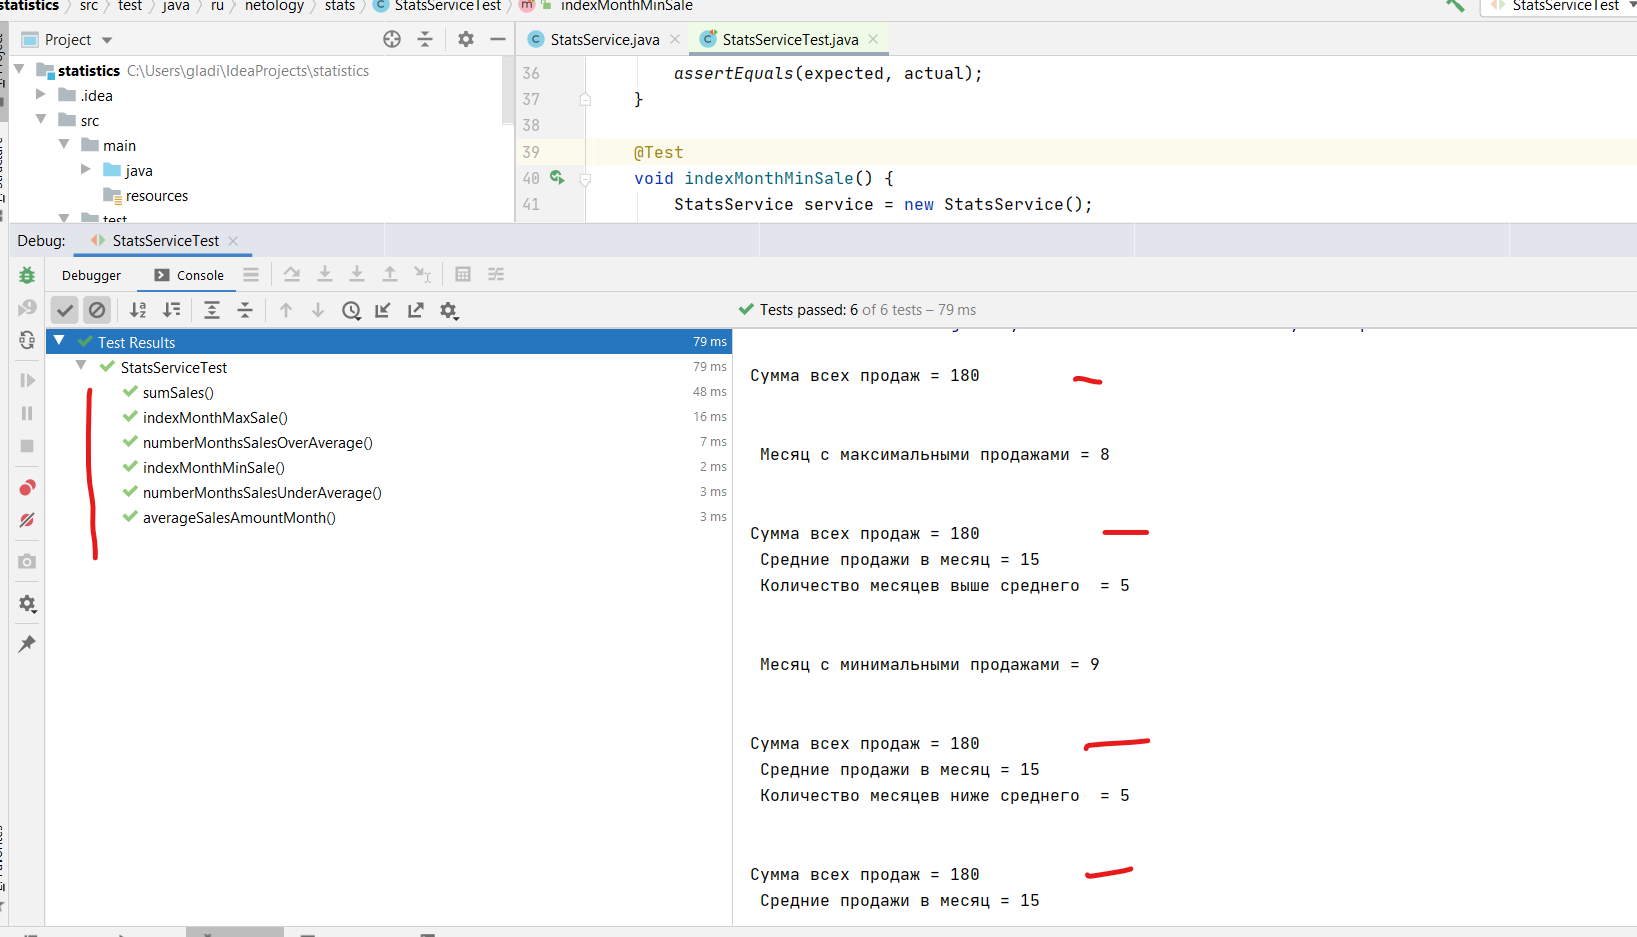 statistics src test java ru netology stats StatsServiceTest indexMonthMinSale StatsServiceTest
Project
StatsService.java StatsServiceTest.java
statistics C:\Users\gladi\IdeaProjects\statistics
.idea
src
main
java
resources
test
36 assertEquals(expected, actual);
37 }
38
39 @Test
40 void indexMonthMinSale() {
41 StatsService service = new StatsService();
Debug: StatsServiceTest
Debugger Console
Tests passed: 6 of 6 tests – 79 ms
Test Results 79 ms
StatsServiceTest 79 ms
sumSales() 48 ms
indexMonthMaxSale() 16 ms
numberMonthsSalesOverAverage() 7 ms
indexMonthMinSale() 2 ms
numberMonthsSalesUnderAverage() 3 ms
averageSalesAmountMonth() 3 ms
Сумма всех продаж = 180
Месяц с максимальными продажами = 8
Сумма всех продаж = 180
Средние продажи в месяц = 15
Количество месяцев выше среднего = 5
Месяц с минимальными продажами = 9
Сумма всех продаж = 180
Средние продажи в месяц = 15
Количество месяцев ниже среднего = 5
Сумма всех продаж = 180
Средние продажи в месяц = 15